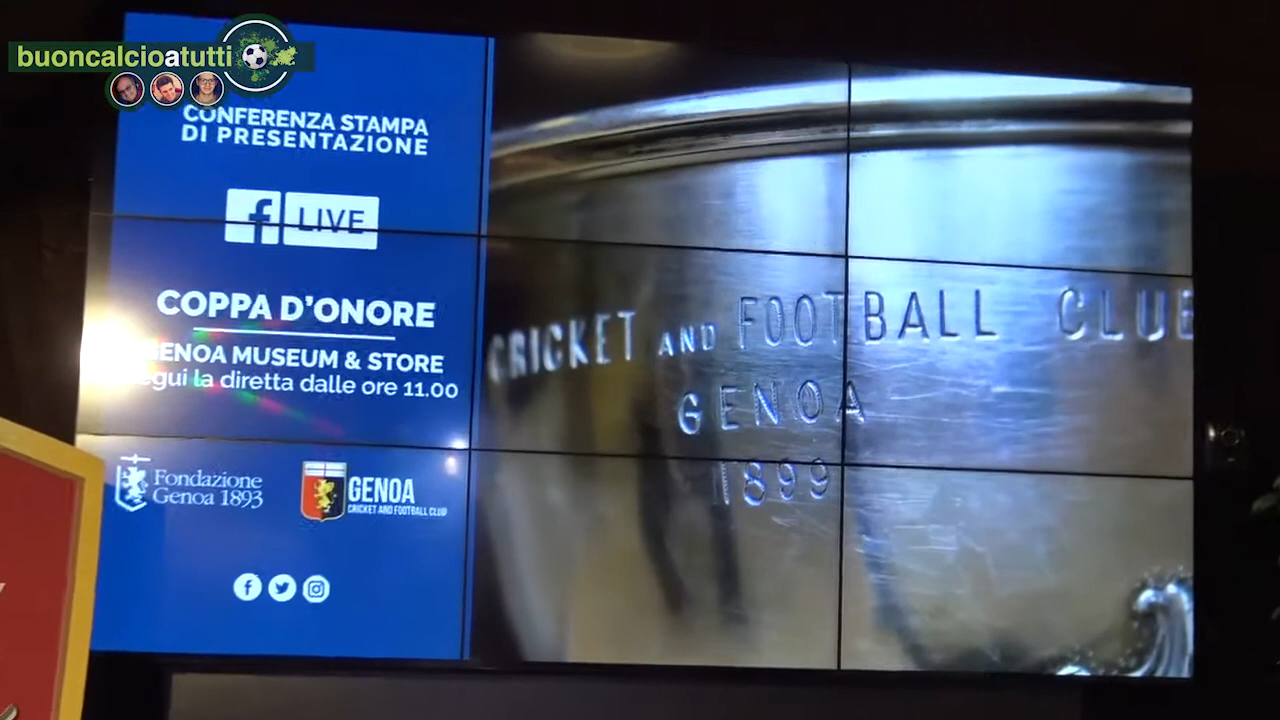 buoncalcioatutti
CONFERENZA STAMPA
DI PRESENTAZIONE
f LIVE
COPPA D'ONORE
GENOA MUSEUM & STORE
egui la diretta dalle ore 11.00
Fondazione
Genoa 1893
GENOA
CRICKET AND FOOTBALL CLUB
CRICKET AND FOOTBALL CLUB
GENOA
1899